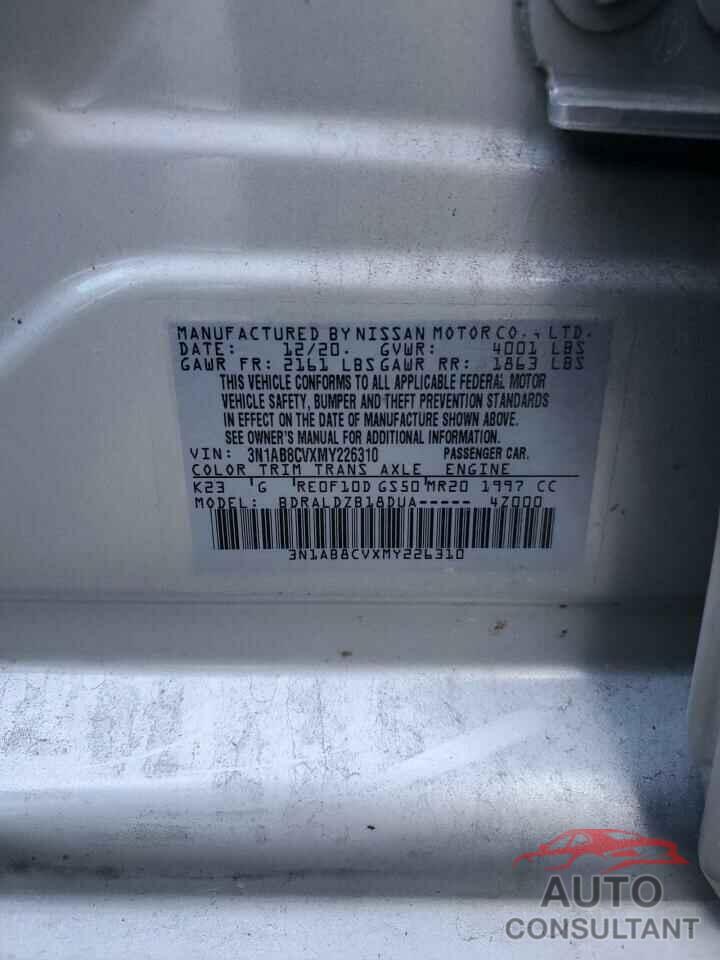 MANUFACTURED BY NISSAN MOTOR CO., LTD.
DATE: 12/20. GVWR: 4001 LBS
GAWR FR: 2161 LBS GAWR RR: 1863 LBS
THIS VEHICLE CONFORMS TO ALL APPLICABLE FEDERAL MOTOR
VEHICLE SAFETY, BUMPER AND THEFT PREVENTION STANDARDS
IN EFFECT ON THE DATE OF MANUFACTURE SHOWN ABOVE.
SEE OWNER'S MANUAL FOR ADDITIONAL INFORMATION.
VIN: 3N1AB8CVXMY226310 PASSENGER CAR.
COLOR TRIM TRANS AXLE ENGINE
K23 G RE0F10D GS50 MR20 1997 CC
MODEL: BDRALDZB18DUA----- 4Z000
3N1AB8CVXMY226310
AUTO
CONSULTANT